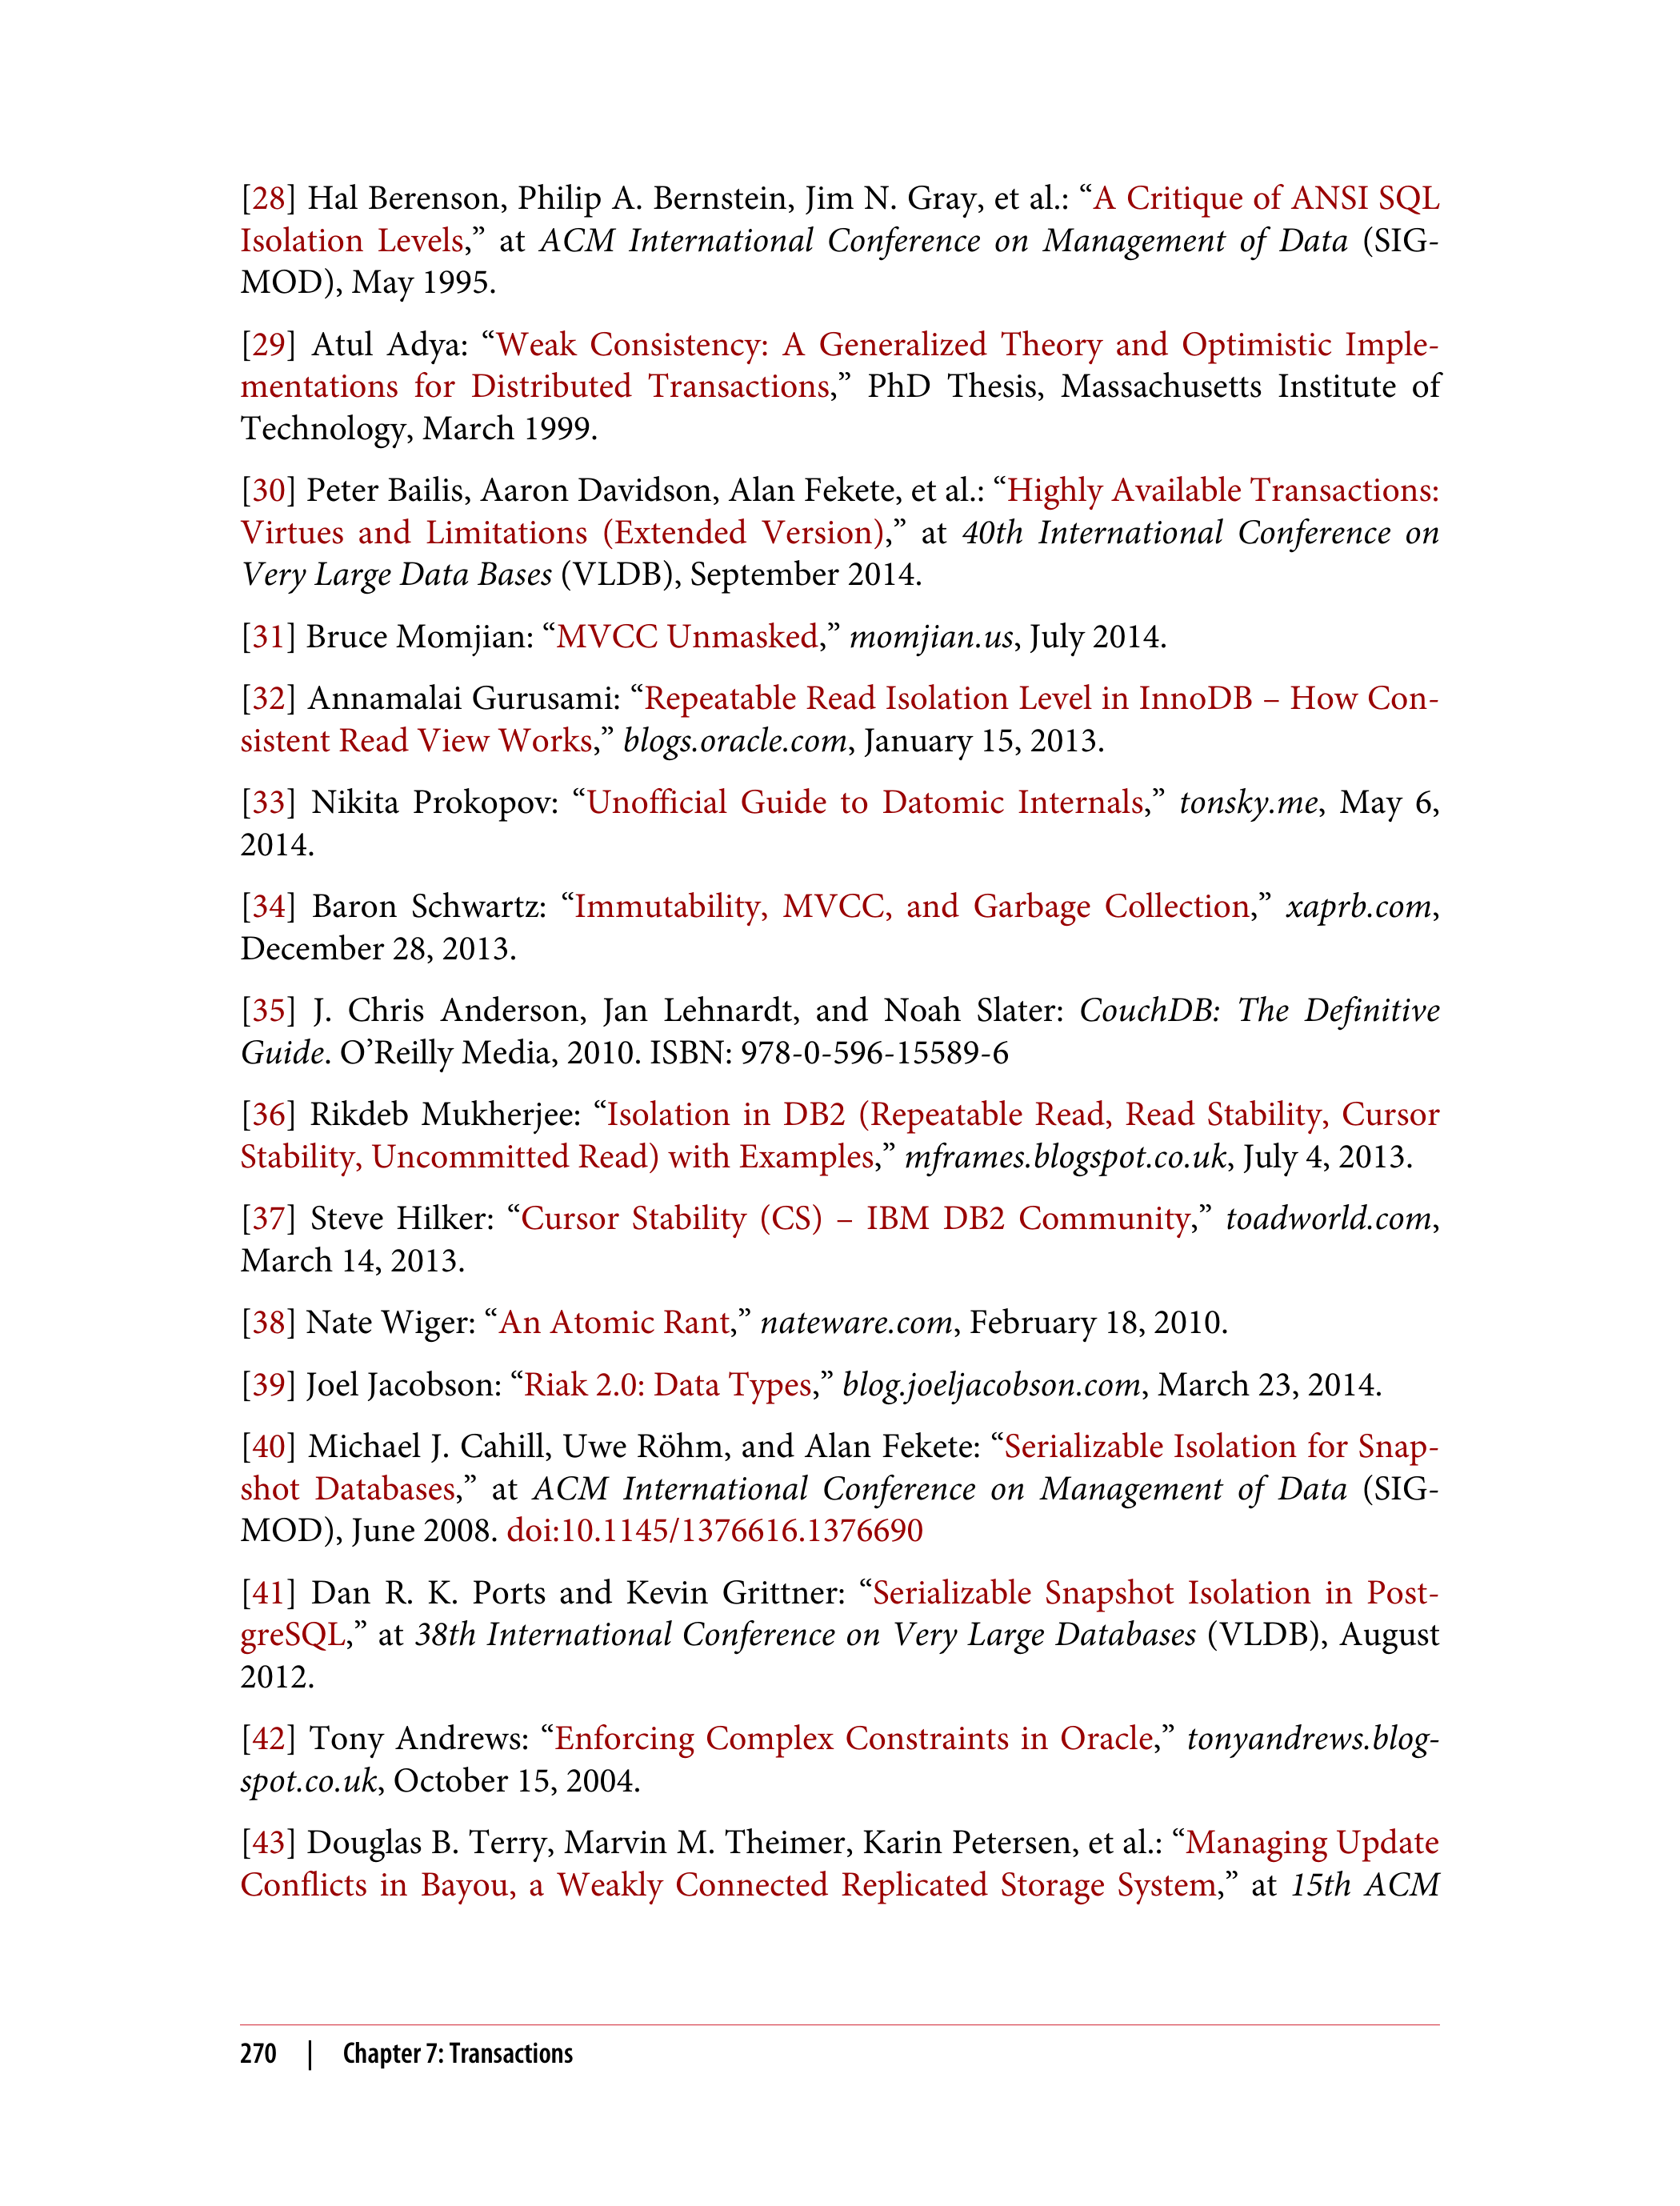 [28] Hal Berenson, Philip A. Bernstein, Jim N. Gray, et al.: “A Critique of ANSI SQL
Isolation Levels,” at ACM International Conference on Management of Data (SIG-
MOD), May 1995.
[29] Atul Adya: “Weak Consistency: A Generalized Theory and Optimistic Imple-
mentations for Distributed Transactions,” PhD Thesis, Massachusetts Institute of
Technology, March 1999.
[30] Peter Bailis, Aaron Davidson, Alan Fekete, et al.: “Highly Available Transactions:
Virtues and Limitations (Extended Version),” at 40th International Conference on
Very Large Data Bases (VLDB), September 2014.
[31] Bruce Momjian: “MVCC Unmasked,” momjian.us, July 2014.
[32] Annamalai Gurusami: “Repeatable Read Isolation Level in InnoDB – How Con-
sistent Read View Works,” blogs.oracle.com, January 15, 2013.
[33] Nikita Prokopov: “Unofficial Guide to Datomic Internals,” tonsky.me, May 6,
2014.
[34] Baron Schwartz: “Immutability, MVCC, and Garbage Collection,” xaprb.com,
December 28, 2013.
[35] J. Chris Anderson, Jan Lehnardt, and Noah Slater: CouchDB: The Definitive
Guide. O’Reilly Media, 2010. ISBN: 978-0-596-15589-6
[36] Rikdeb Mukherjee: “Isolation in DB2 (Repeatable Read, Read Stability, Cursor
Stability, Uncommitted Read) with Examples,” mframes.blogspot.co.uk, July 4, 2013.
[37] Steve Hilker: “Cursor Stability (CS) – IBM DB2 Community,” toadworld.com,
March 14, 2013.
[38] Nate Wiger: “An Atomic Rant,” nateware.com, February 18, 2010.
[39] Joel Jacobson: “Riak 2.0: Data Types,” blog.joeljacobson.com, March 23, 2014.
[40] Michael J. Cahill, Uwe Röhm, and Alan Fekete: “Serializable Isolation for Snap-
shot Databases,” at ACM International Conference on Management of Data (SIG-
MOD), June 2008. doi:10.1145/1376616.1376690
[41] Dan R. K. Ports and Kevin Grittner: “Serializable Snapshot Isolation in Post-
greSQL,” at 38th International Conference on Very Large Databases (VLDB), August
2012.
[42] Tony Andrews: “Enforcing Complex Constraints in Oracle,” tonyandrews.blog-
spot.co.uk, October 15, 2004.
[43] Douglas B. Terry, Marvin M. Theimer, Karin Petersen, et al.: “Managing Update
Conflicts in Bayou, a Weakly Connected Replicated Storage System,” at 15th ACM
270 | Chapter 7: Transactions